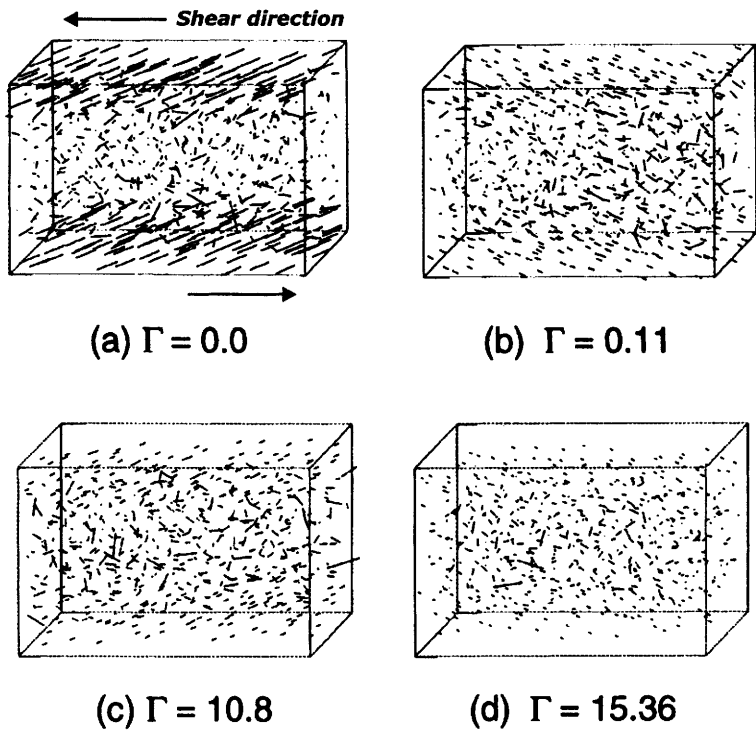 Shear direction
(a) Γ = 0.0
(b) Γ = 0.11
(c) Γ = 10.8
(d) Γ = 15.36